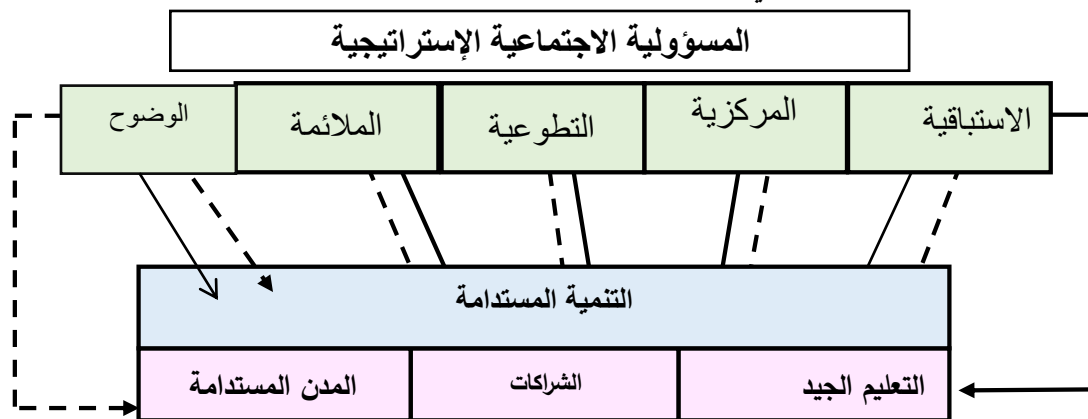 المسؤولية الاجتماعية الإستراتيجية
الاستباقية
المركزية
التطوعية
الملائمة
الوضوح
التنمية المستدامة
التعليم الجيد
الشراكات
المدن المستدامة